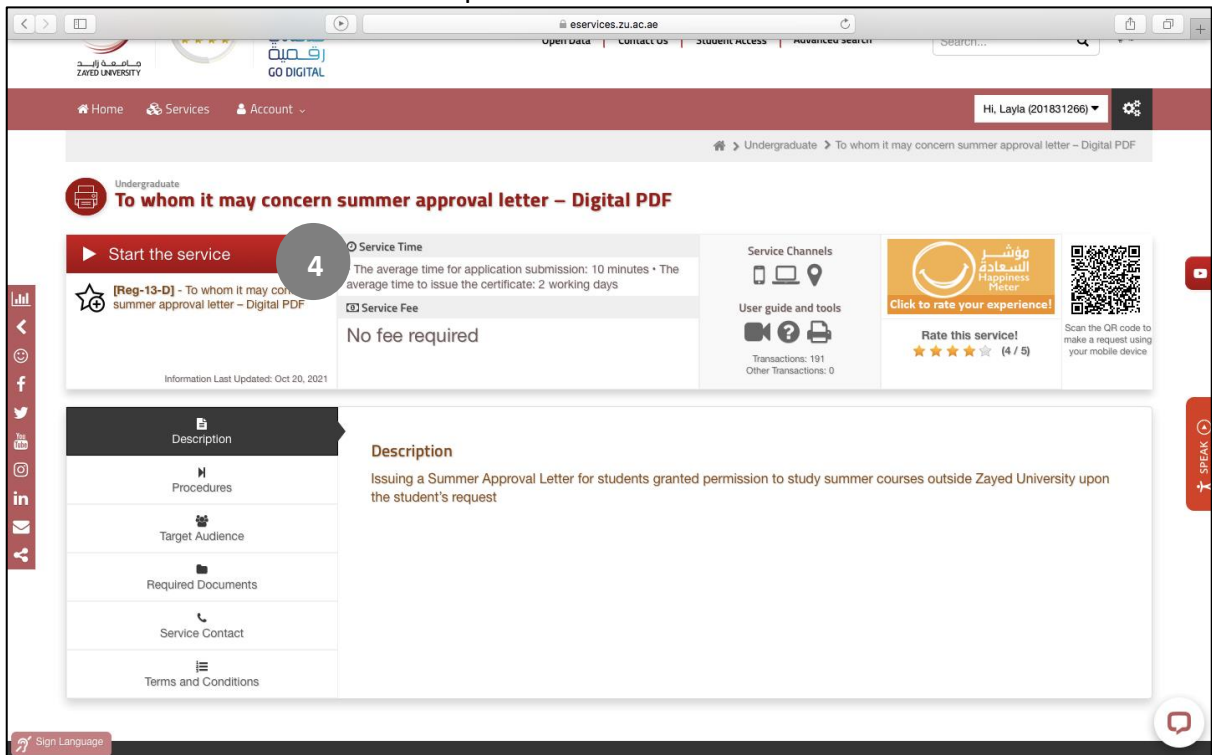 eservices.zu.ac.ae
Open Data | Contact Us | Student Access | Advanced search
Search...
جامعة زايد
ZAYED UNIVERSITY
رقمية
GO DIGITAL
Home Services Account
Hi, Layla (201831266)
Undergraduate > To whom it may concern summer approval letter – Digital PDF
Undergraduate
To whom it may concern summer approval letter – Digital PDF
Start the service
4
[Reg-13-D] - To whom it may
summer approval letter – Digital PDF
Information Last Updated: Oct 20, 2021
Service Time
The average time for application submission: 10 minutes • The
average time to issue the certificate: 2 working days
Service Fee
No fee required
Service Channels
User guide and tools
Transactions: 191
Other Transactions: 0
مؤشر
السعادة
Happiness
Meter
Click to rate your experience!
Rate this service!
(4 / 5)
Scan the QR code to
make a request using
your mobile device
Description
Procedures
Target Audience
Required Documents
Service Contact
Terms and Conditions
Description
Issuing a Summer Approval Letter for students granted permission to study summer courses outside Zayed University upon
the student's request
You
Tube
SPEAK
Sign Language